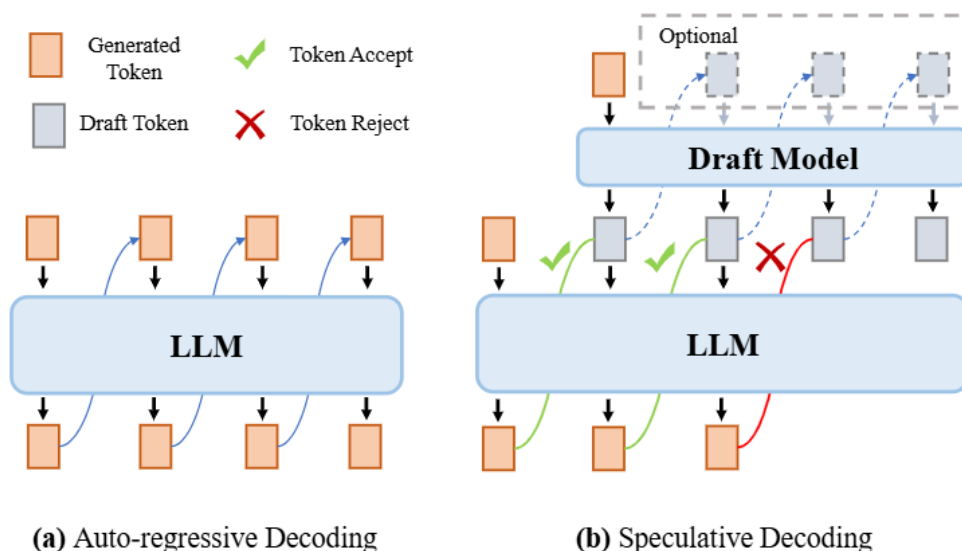 Generated
Token
Token Accept
Draft Token
Token Reject
Optional
Draft Model
LLM
LLM
(a) Auto-regressive Decoding
(b) Speculative Decoding